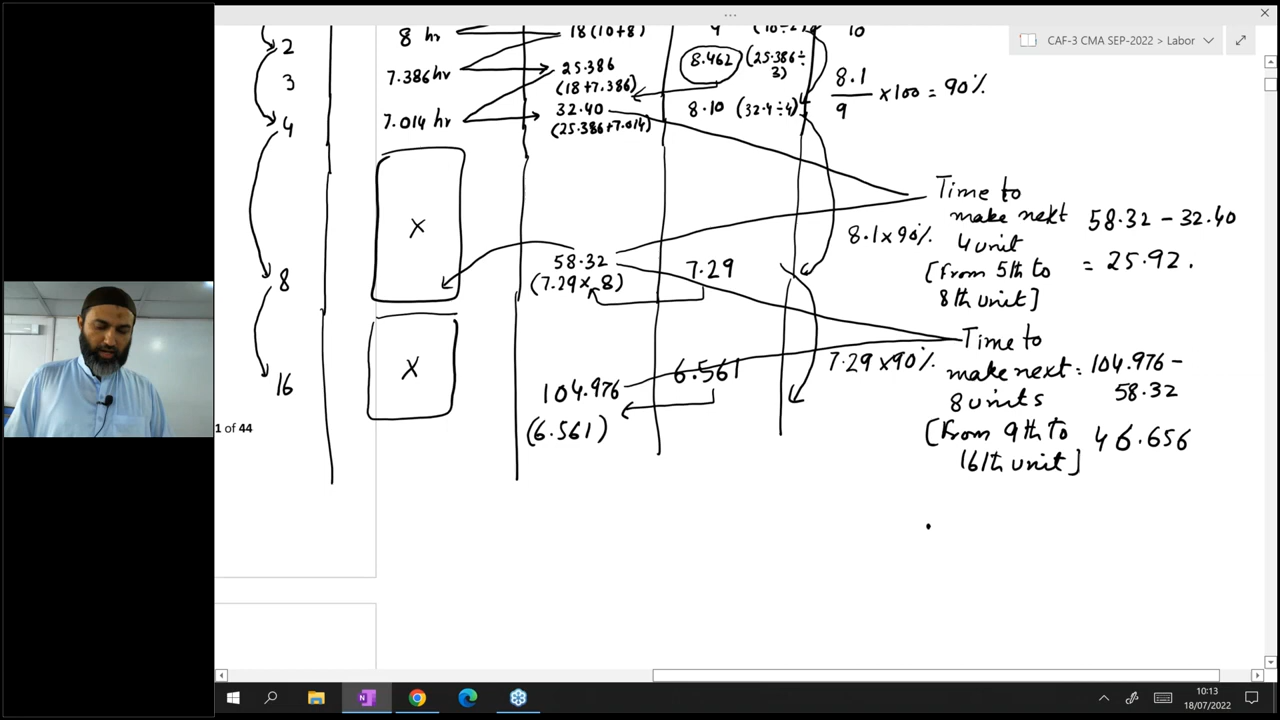 CAF-3 CMA SEP-2022 > Labor
2
8 hr
18(10+8)
10
3
7.386 hr
25.386
(18+7.386)
8.462
(25.386÷
3)
8.1
9
×100 = 90%
4
7.014 hr
32.40
(25.386+7.014)
8.10
(32.4÷4)
Time to
make next
4 unit
[From 5th to
8th unit]
58.32 - 32.40
= 25.92.
X
8.1×90%.
8
58.32
(7.29× 8)
7.29
Time to
make next:
8 units
[From 9th to
16th unit]
104.976 -
58.32
46.656
7.29×90%.
X
16
104.976
(6.561)
6.561
1 of 44
10:13
18/07/2022